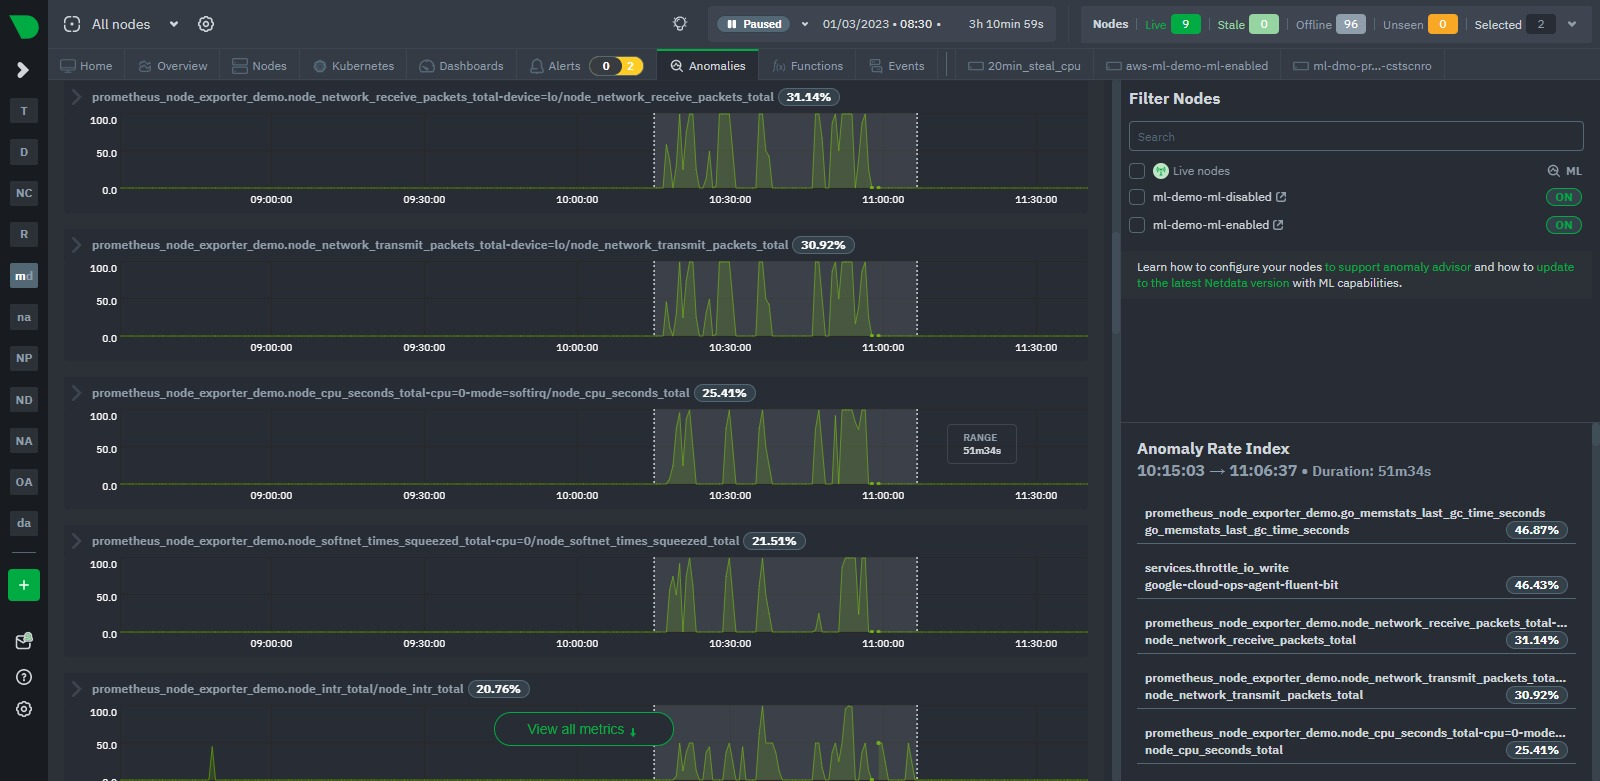 All nodes
Paused
01/03/2023 • 08:30 •
3h 10min 59s
Nodes
Live 9
Stale 0
Offline 96
Unseen 0
Selected 2
Home
Overview
Nodes
Kubernetes
Dashboards
Alerts 0 2
Anomalies
Functions
Events
20min_steal_cpu
aws-ml-demo-ml-enabled
ml-dmo-pr...-cstscnro
T
D
NC
R
md
na
NP
ND
NA
OA
da
+
prometheus_node_exporter_demo.node_network_receive_packets_total-device=lo/node_network_receive_packets_total 31.14%
100.0
50.0
0.0
09:00:00 09:30:00 10:00:00 10:30:00 11:00:00 11:30:00
prometheus_node_exporter_demo.node_network_transmit_packets_total-device=lo/node_network_transmit_packets_total 30.92%
100.0
50.0
0.0
09:00:00 09:30:00 10:00:00 10:30:00 11:00:00 11:30:00
prometheus_node_exporter_demo.node_cpu_seconds_total-cpu=0-mode=softirq/node_cpu_seconds_total 25.41%
100.0
50.0
0.0
RANGE
51m34s
09:00:00 09:30:00 10:00:00 10:30:00 11:00:00 11:30:00
prometheus_node_exporter_demo.node_softnet_times_squeezed_total-cpu=0/node_softnet_times_squeezed_total 21.51%
100.0
50.0
0.0
09:00:00 09:30:00 10:00:00 10:30:00 11:00:00 11:30:00
prometheus_node_exporter_demo.node_intr_total/node_intr_total 20.76%
100.0
50.0
0.0
View all metrics ↓
Filter Nodes
Search
Live nodes ML
ml-demo-ml-disabled ON
ml-demo-ml-enabled ON
Learn how to configure your nodes to support anomaly advisor and how to update
to the latest Netdata version with ML capabilities.
Anomaly Rate Index
10:15:03 → 11:06:37 • Duration: 51m34s
prometheus_node_exporter_demo.go_memstats_last_gc_time_seconds
go_memstats_last_gc_time_seconds 46.87%
services.throttle_io_write
google-cloud-ops-agent-fluent-bit 46.43%
prometheus_node_exporter_demo.node_network_receive_packets_total-...
node_network_receive_packets_total 31.14%
prometheus_node_exporter_demo.node_network_transmit_packets_tota...
node_network_transmit_packets_total 30.92%
prometheus_node_exporter_demo.node_cpu_seconds_total-cpu=0-mode...
node_cpu_seconds_total 25.41%